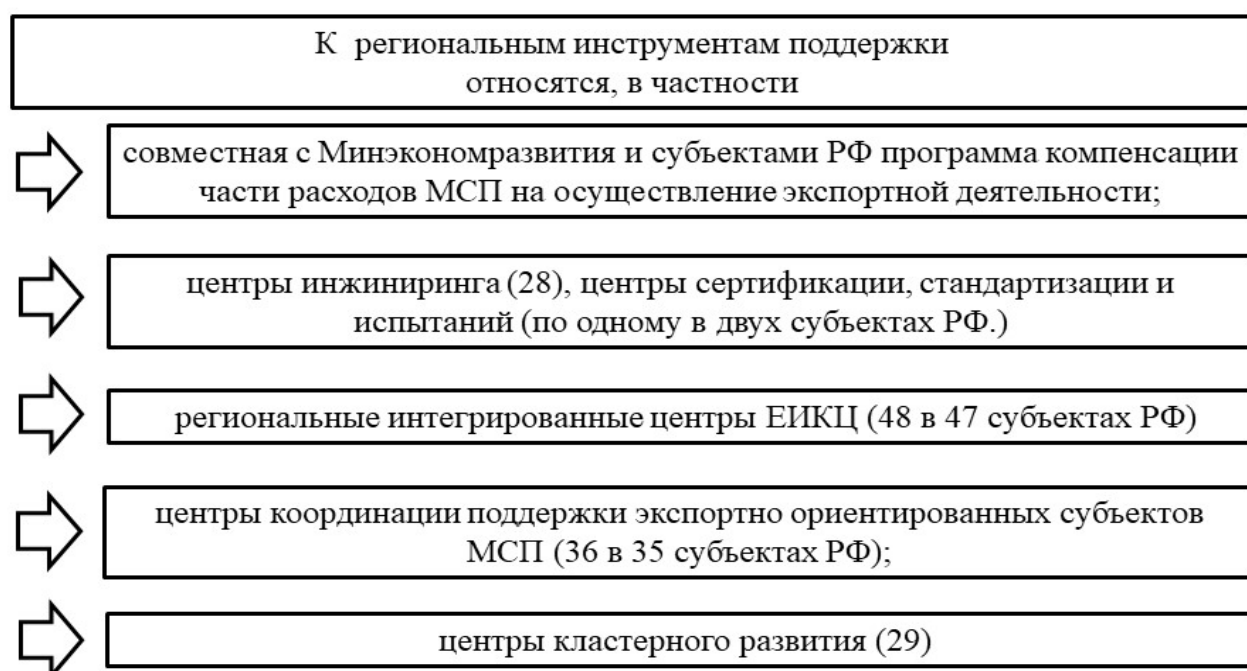 К региональным инструментам поддержки
относятся, в частности
совместная с Минэкономразвития и субъектами РФ программа компенсации
части расходов МСП на осуществление экспортной деятельности;
центры инжиниринга (28), центры сертификации, стандартизации и
испытаний (по одному в двух субъектах РФ.)
региональные интегрированные центры ЕИКЦ (48 в 47 субъектах РФ)
центры координации поддержки экспортно ориентированных субъектов
МСП (36 в 35 субъектах РФ);
центры кластерного развития (29)